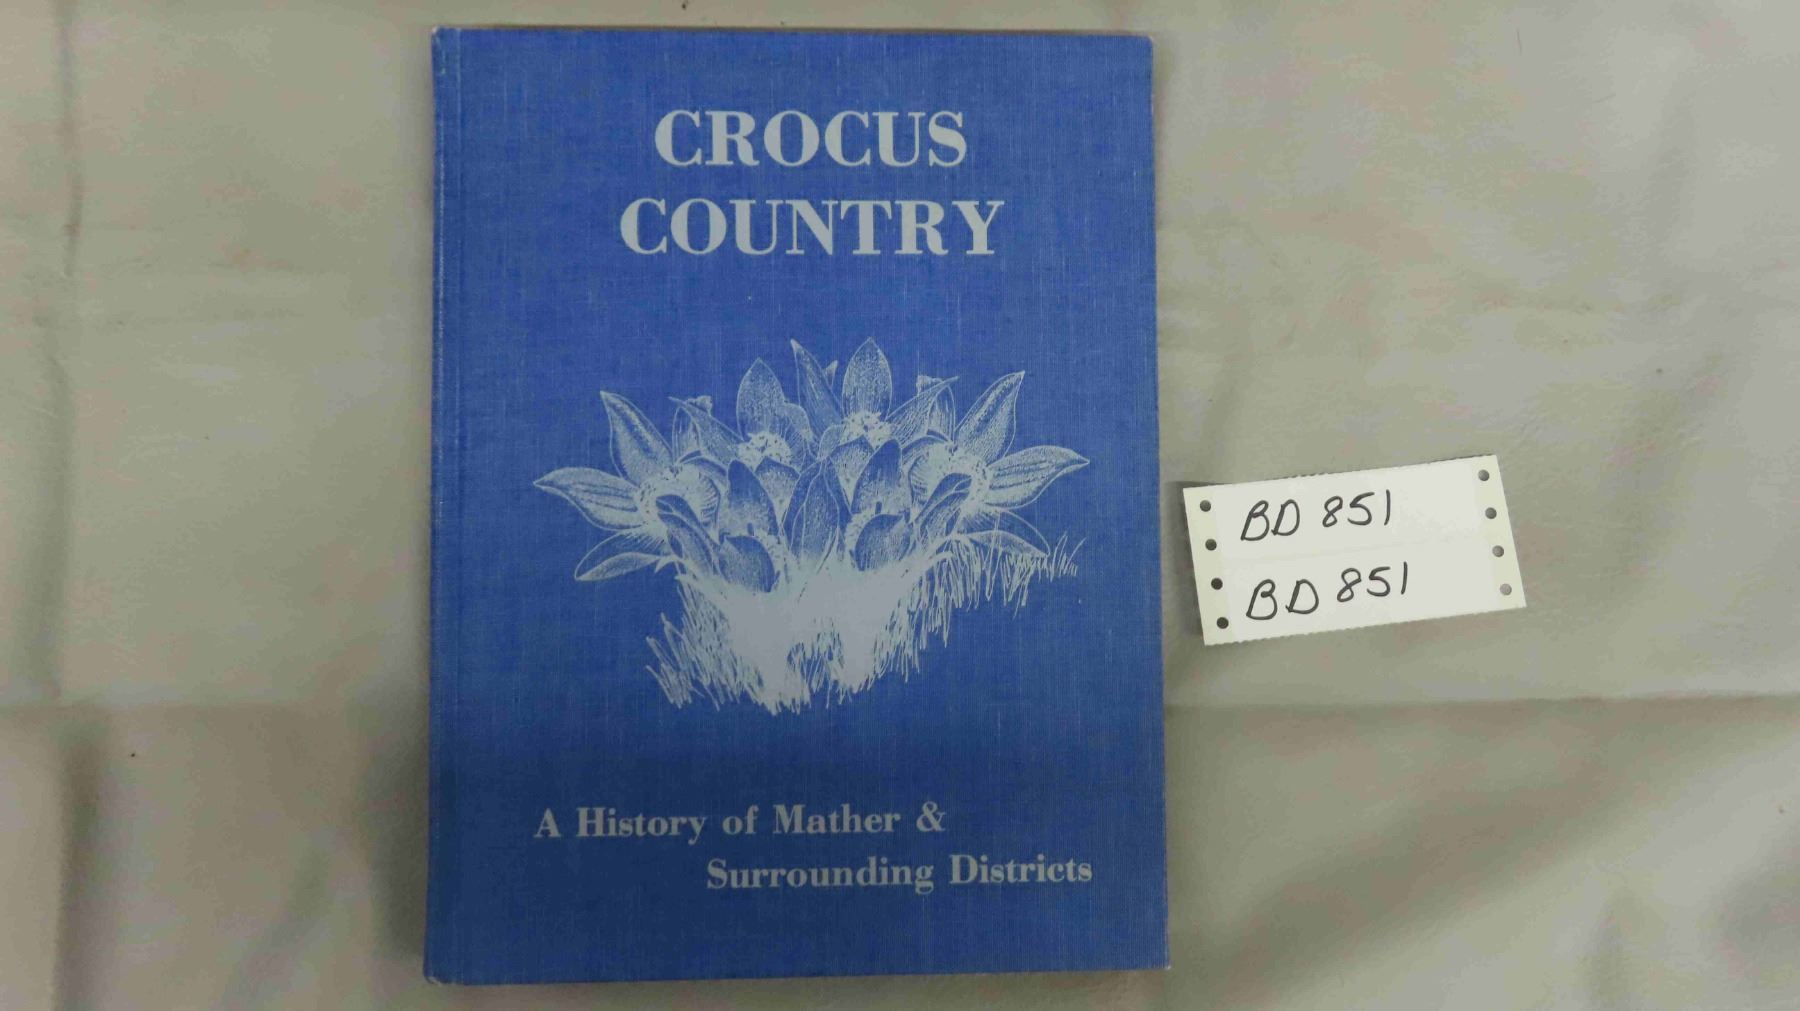 CROCUS
COUNTRY
A History of Mather &
Surrounding Districts
BD 851
BD 851